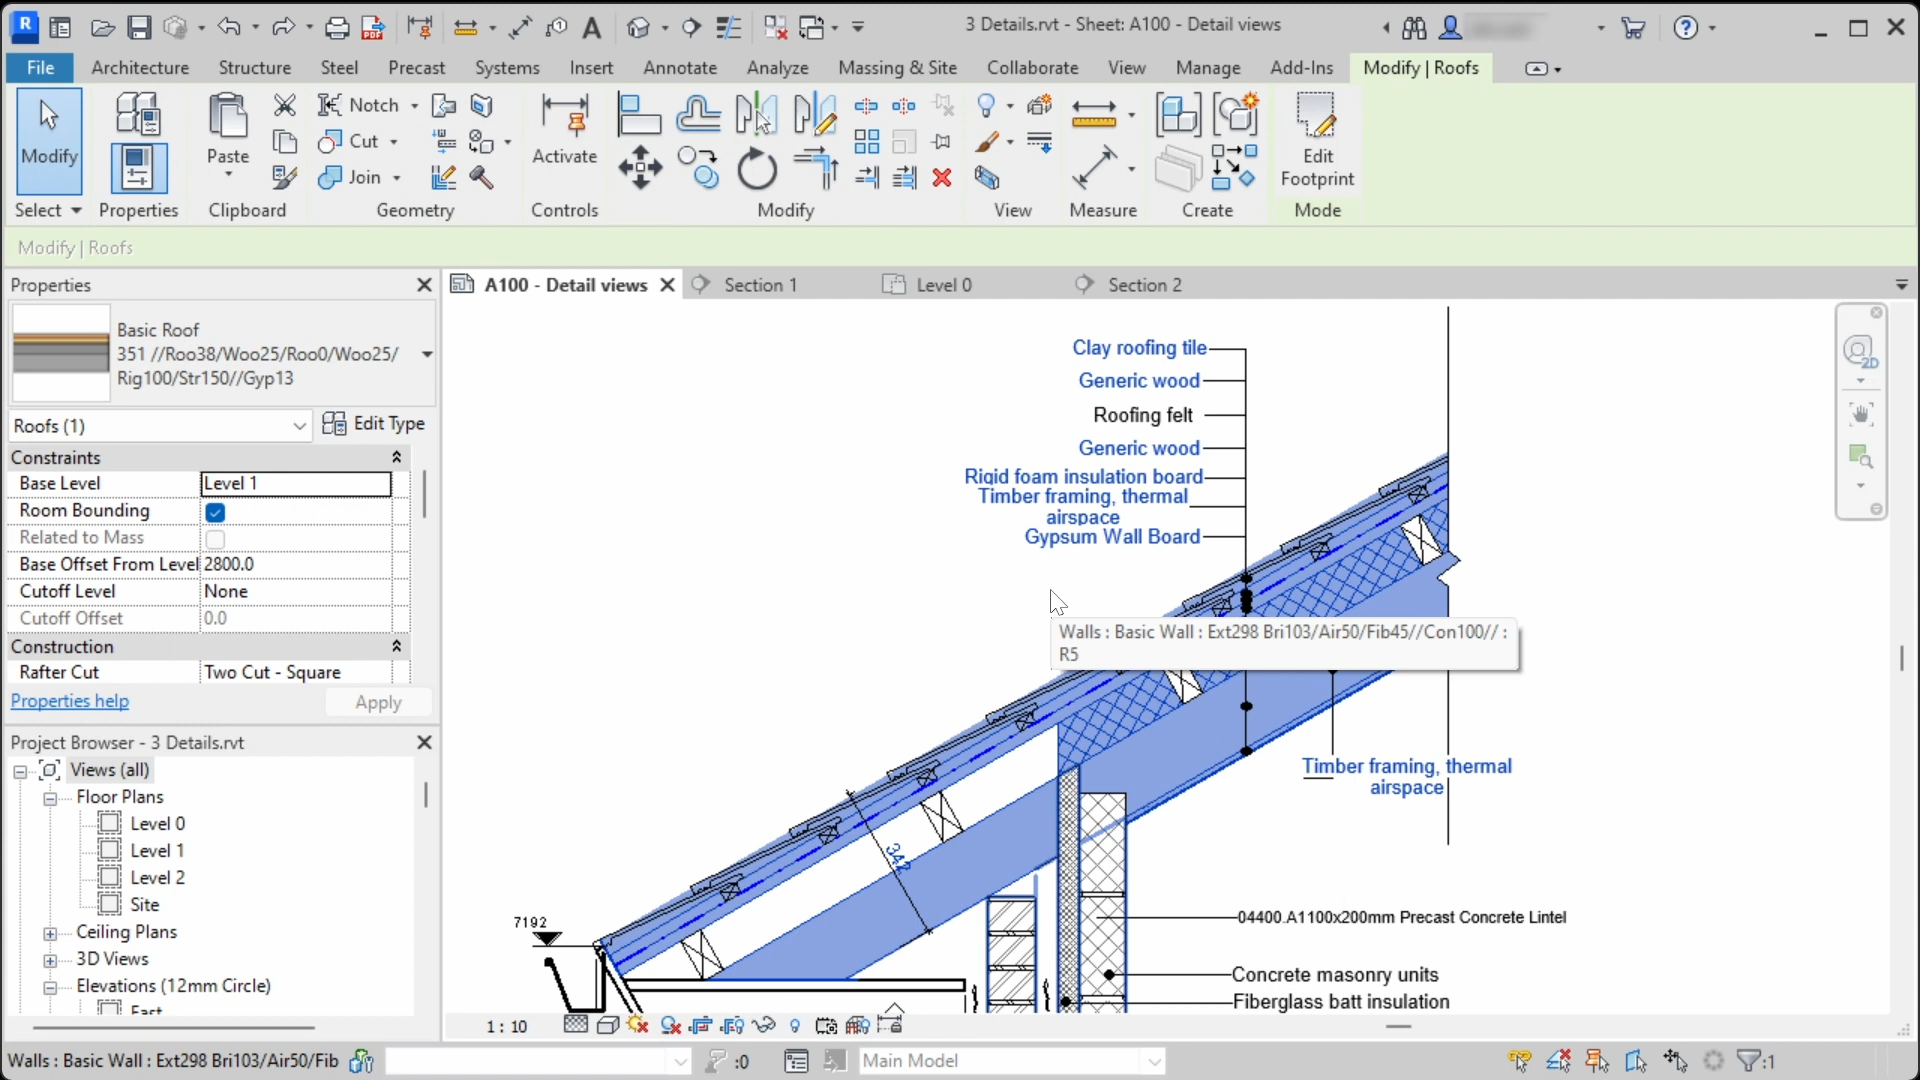 R
3 Details.rvt - Sheet: A100 - Detail views
PDF
A
?
File
Architecture
Structure
Steel
Precast
Systems
Insert
Annotate
Analyze
Massing & Site
Collaborate
View
Manage
Add-Ins
Modify | Roofs
Modify
Paste
Notch
Cut
Join
Activate
Edit
Footprint
Select
Properties
Clipboard
Geometry
Controls
Modify
View
Measure
Create
Mode
Modify | Roofs
Properties
Basic Roof
351 //Roo38/Woo25/Roo0/Woo25/
Rig100/Str150//Gyp13
Roofs (1)
Edit Type
Constraints
Base Level
Level 1
Room Bounding
Related to Mass
Base Offset From Level
2800.0
Cutoff Level
None
Cutoff Offset
0.0
Construction
Rafter Cut
Two Cut - Square
Properties help
Apply
Project Browser - 3 Details.rvt
Views (all)
Floor Plans
Level 0
Level 1
Level 2
Site
Ceiling Plans
3D Views
Elevations (12mm Circle)
East
A100 - Detail views
Section 1
Level 0
Section 2
Clay roofing tile
Generic wood
Roofing felt
Generic wood
Rigid foam insulation board
Timber framing, thermal
airspace
Gypsum Wall Board
Walls : Basic Wall : Ext298 Bri103/Air50/Fib45//Con100// :
R5
Timber framing, thermal
airspace
342
7192
04400.A1100x200mm Precast Concrete Lintel
Concrete masonry units
Fiberglass batt insulation
2D
1 : 10
Walls : Basic Wall : Ext298 Bri103/Air50/Fib
:0
Main Model
:1